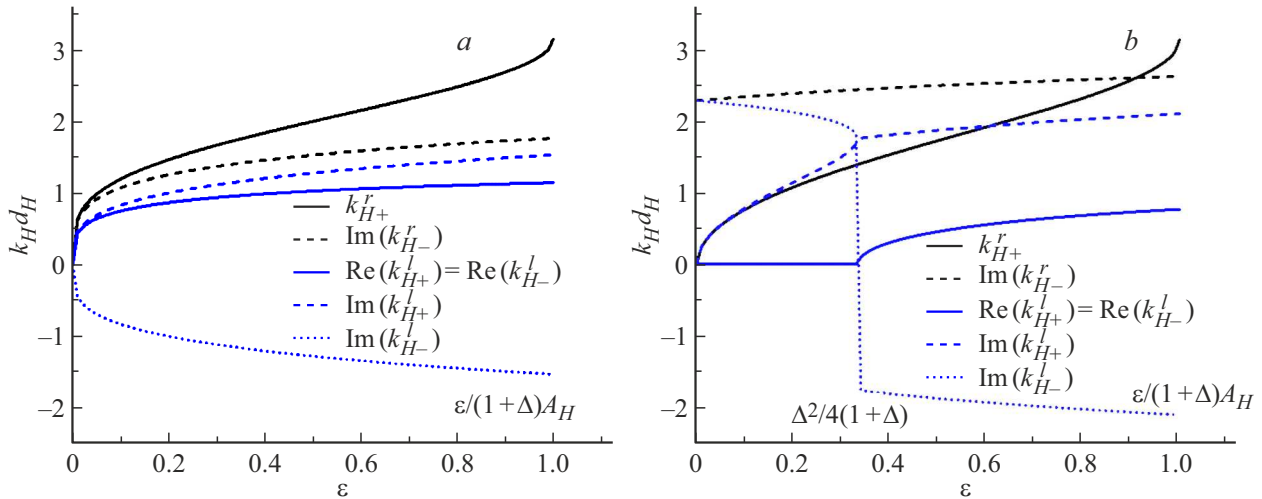 a
3
2
1
0
−1
−2
k_H d_H
k^r_{H+}
Im(k^r_{H−})
Re(k^l_{H+}) = Re(k^l_{H−})
Im(k^l_{H+})
Im(k^l_{H−})
ε/(1+Δ)A_H
0 0.2 0.4 0.6 0.8 1.0
ε
b
3
2
1
0
−1
−2
k_H d_H
k^r_{H+}
Im(k^r_{H−})
Re(k^l_{H+}) = Re(k^l_{H−})
Im(k^l_{H+})
Im(k^l_{H−})
Δ²/4(1+Δ)
ε/(1+Δ)A_H
0 0.2 0.4 0.6 0.8 1.0
ε